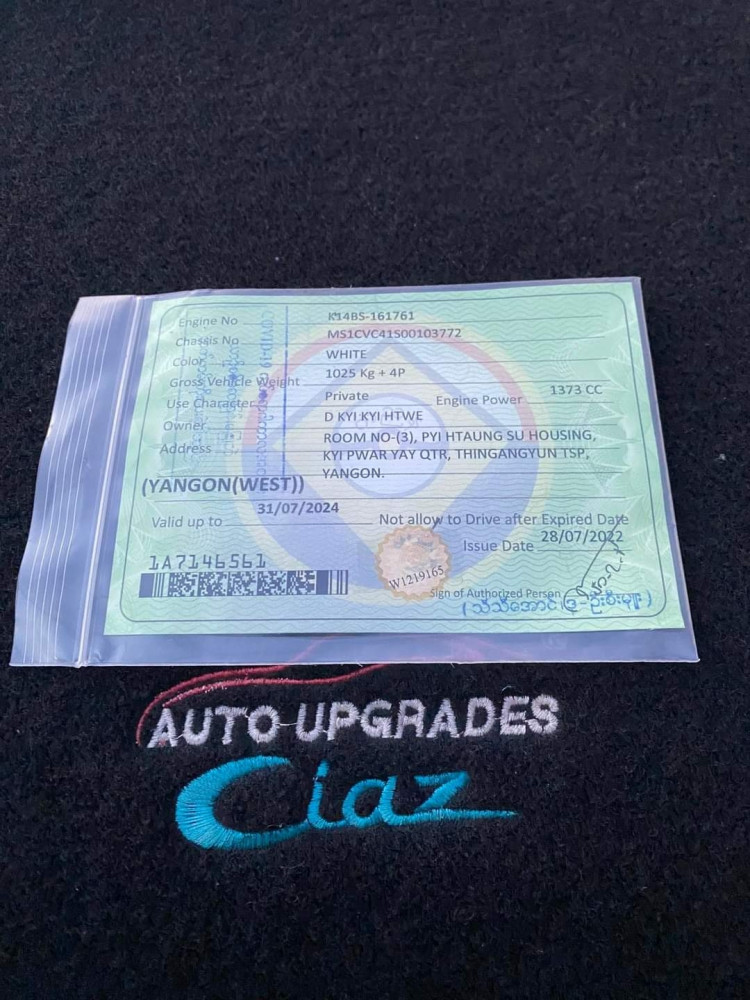 Engine No K14BS-161761
Chassis No MS1CVC41S00103772
Color WHITE
Gross Vehicle Weight 1025 Kg + 4P
Use Character Private Engine Power 1373 CC
Owner D KYI KYI HTWE
Address ROOM NO-(3), PYI HTAUNG SU HOUSING,
KYI PWAR YAY QTR, THINGANGYUN TSP,
YANGON.
(YANGON(WEST))
Valid up to 31/07/2024 Not allow to Drive after Expired Date
Issue Date 28/07/2022
1A7146561
W1219165
Sign of Authorized Person
COVID-19
AUTO UPGRADES
Ciaz